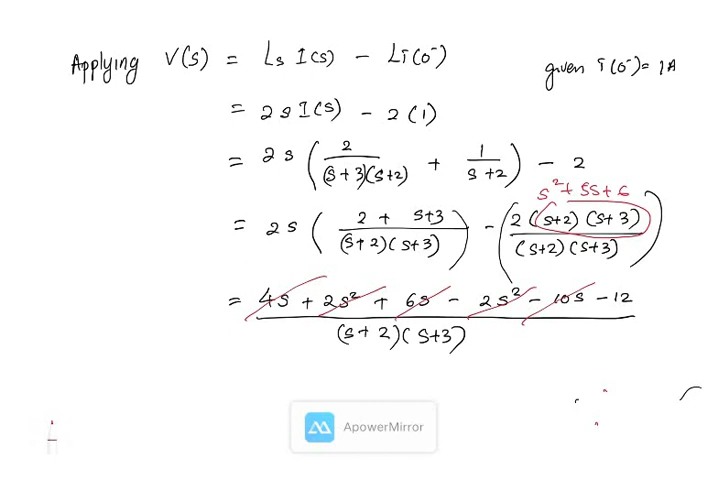 Applying V(s) = Ls I(s) - Li(0⁻) given i(0⁻) = 1A
= 2s I(s) - 2(1)
= 2s ( 2/((s+3)(s+2)) + 1/(s+2) ) - 2
s² + 5s + 6
= 2s ( (2 + s+3)/((s+2)(s+3)) ) - ( 2(s+2)(s+3)/((s+2)(s+3)) )
= (4s + 2s² + 6s - 2s² - 10s - 12)/((s+2)(s+3))
ApowerMirror